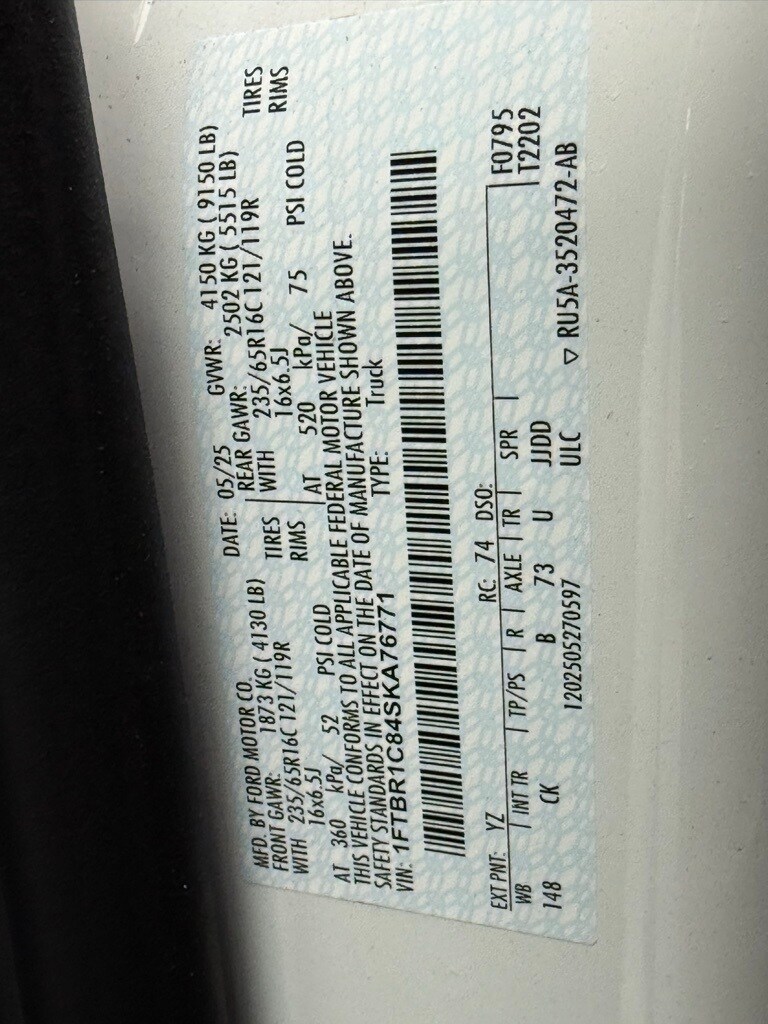 MFD. BY FORD MOTOR CO.
DATE: 05/25 GVWR: 4150 KG ( 9150 LB)
FRONT GAWR: 1873 KG ( 4130 LB) REAR GAWR: 2502 KG ( 5515 LB)
WITH 235/65R16C 121/119R TIRES WITH 235/65R16C 121/119R TIRES
16x6.5J RIMS 16x6.5J RIMS
AT 360 kPa/ 52 PSI COLD AT 520 kPa/ 75 PSI COLD
THIS VEHICLE CONFORMS TO ALL APPLICABLE FEDERAL MOTOR VEHICLE
SAFETY STANDARDS IN EFFECT ON THE DATE OF MANUFACTURE SHOWN ABOVE.
VIN: 1FTBR1C84SKA76771 TYPE: Truck
EXT PNT: YZ RC: 74 DSO: F0795
WB | INT TR | TP/PS | R | AXLE | TR | SPR | T2202
148 CK B 73 U JJDD
1202505270597 ULC ▽ RU5A-3520472-AB